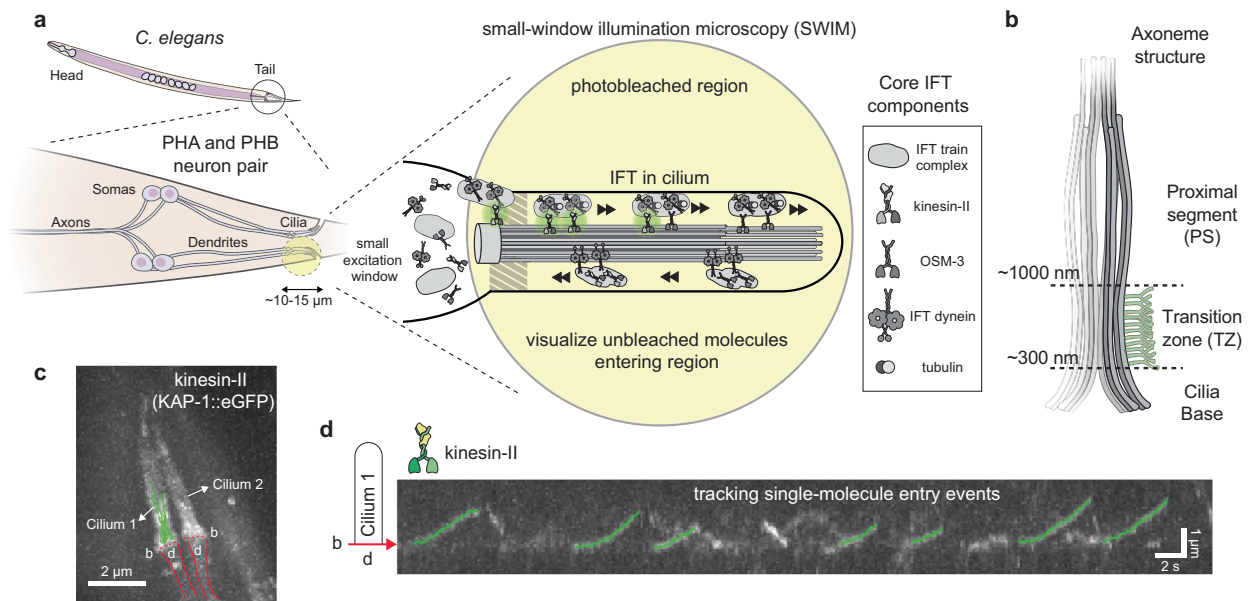 a
C. elegans
Head
Tail
PHA and PHB
neuron pair
Somas
Axons
Cilia
Dendrites
~10-15 µm
small-window illumination microscopy (SWIM)
photobleached region
IFT in cilium
small
excitation
window
visualize unbleached molecules
entering region
Core IFT
components
IFT train
complex
kinesin-II
OSM-3
IFT dynein
tubulin
b
Axoneme
structure
Proximal
segment
(PS)
~1000 nm
Transition
zone (TZ)
~300 nm
Cilia
Base
c
kinesin-II
(KAP-1::eGFP)
Cilium 2
Cilium 1
b
d
d
b
2 µm
d
kinesin-II
Cilium 1
b
d
tracking single-molecule entry events
1 µm
2 s